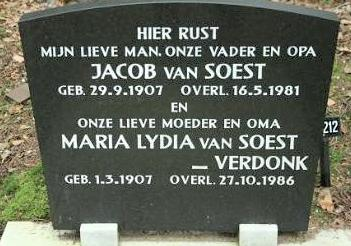 HIER RUST
MIJN LIEVE MAN, ONZE VADER EN OPA
JACOB VAN SOEST
GEB. 29.9.1907 OVERL. 16.5.1981
EN
ONZE LIEVE MOEDER EN OMA
MARIA LYDIA VAN SOEST
_ VERDONK
GEB. 1.3.1907 OVERL. 27.10.1986
212